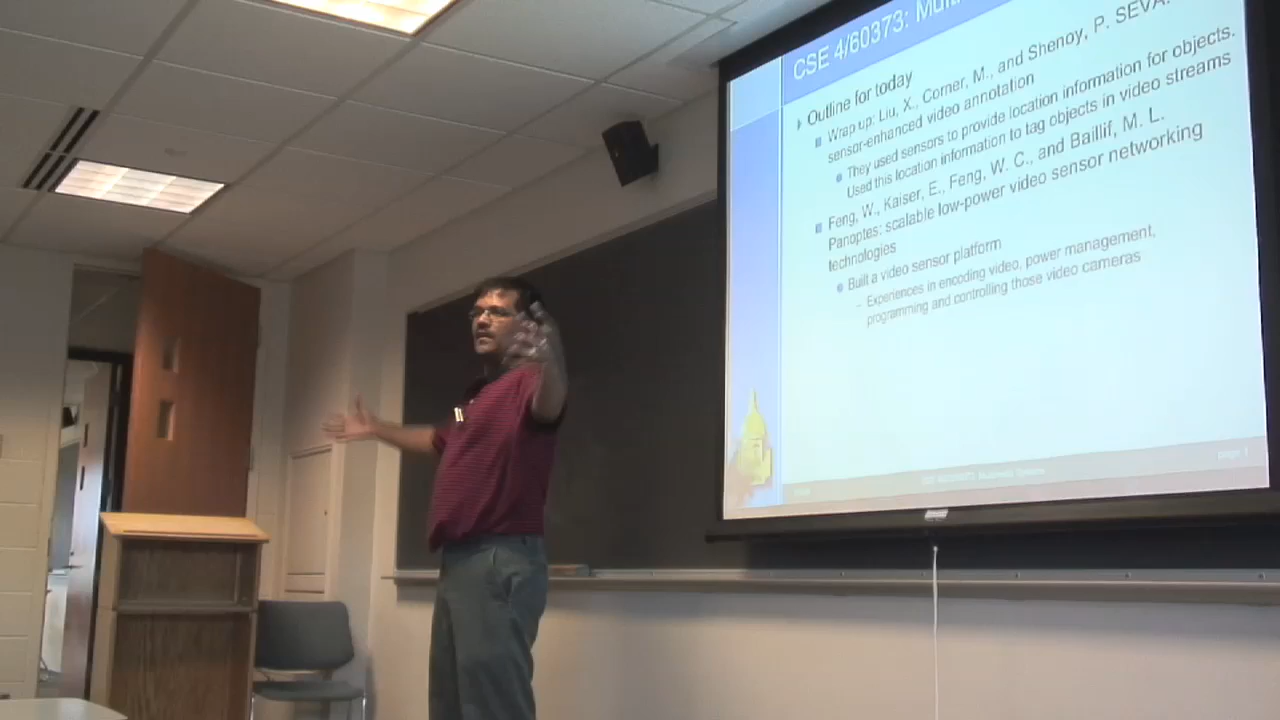 CSE 4/60373:
Outline for today
Wrap up: Liu, X., Corner, M., and Shenoy, P. SEVA:
sensor-enhanced video annotation
They used sensors to provide location information for objects.
Used this location information to tag objects in video streams
Feng, W., Kaiser, E., Feng, W. C., and Baillif, M. L.
Panoptes: scalable low-power video sensor networking
technologies
Built a video sensor platform
– Experiences in encoding video, power management,
programming and controlling those video cameras
page 1